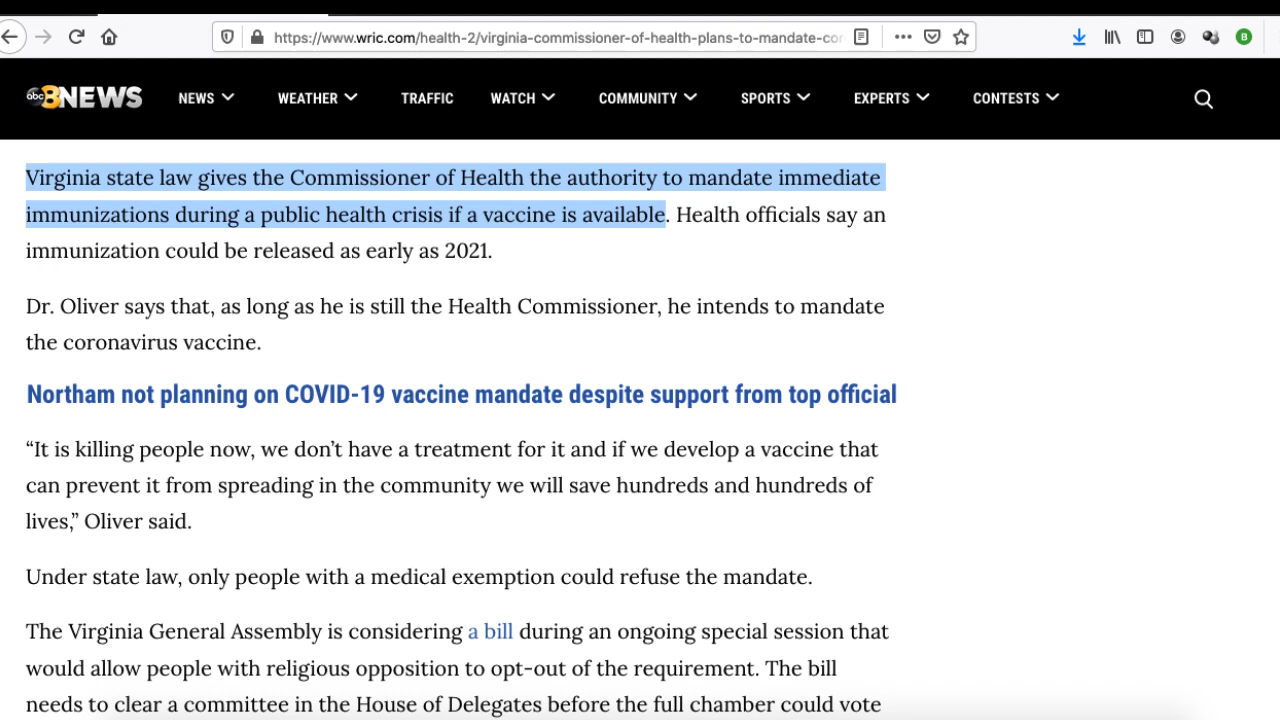 https://www.wric.com/health-2/virginia-commissioner-of-health-plans-to-mandate-cor
B
abc 8NEWS NEWS WEATHER TRAFFIC WATCH COMMUNITY SPORTS EXPERTS CONTESTS
Virginia state law gives the Commissioner of Health the authority to mandate immediate
immunizations during a public health crisis if a vaccine is available. Health officials say an
immunization could be released as early as 2021.
Dr. Oliver says that, as long as he is still the Health Commissioner, he intends to mandate
the coronavirus vaccine.
Northam not planning on COVID-19 vaccine mandate despite support from top official
“It is killing people now, we don’t have a treatment for it and if we develop a vaccine that
can prevent it from spreading in the community we will save hundreds and hundreds of
lives,” Oliver said.
Under state law, only people with a medical exemption could refuse the mandate.
The Virginia General Assembly is considering a bill during an ongoing special session that
would allow people with religious opposition to opt-out of the requirement. The bill
needs to clear a committee in the House of Delegates before the full chamber could vote